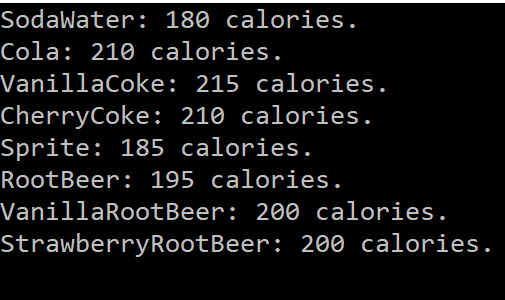 SodaWater: 180 calories.
Cola: 210 calories.
VanillaCoke: 215 calories.
CherryCoke: 210 calories.
Sprite: 185 calories.
RootBeer: 195 calories.
VanillaRootBeer: 200 calories.
StrawberryRootBeer: 200 calories.